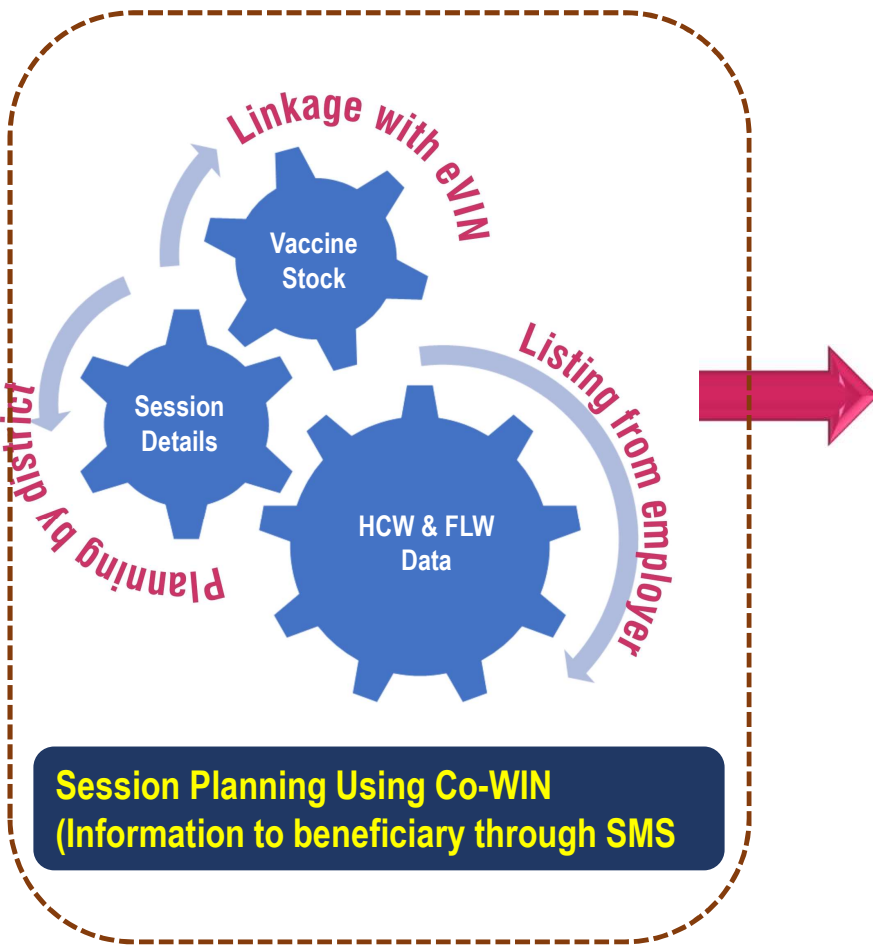 Linkage with eVIN
Vaccine
Stock
Listing from employer
Session
Details
Planning by district
HCW & FLW
Data
Session Planning Using Co-WIN
(Information to beneficiary through SMS